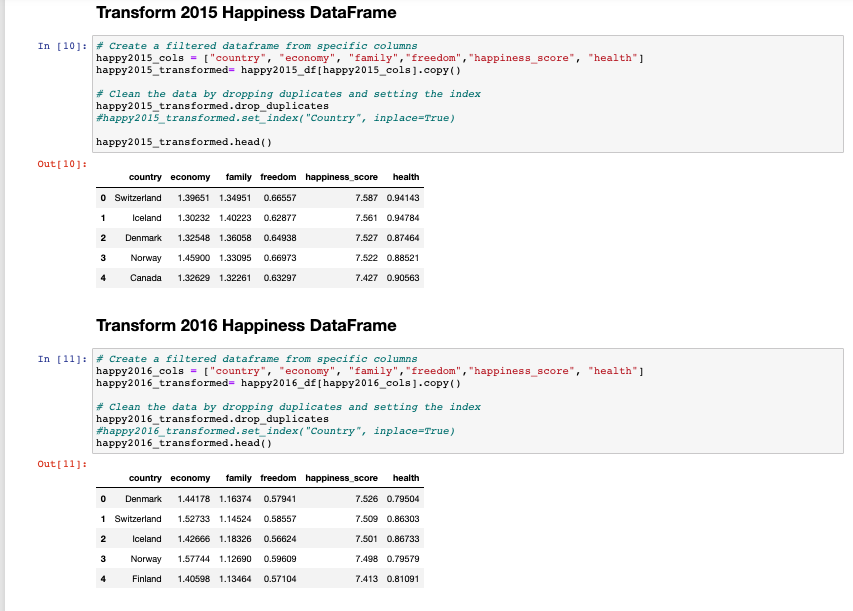 Transform 2015 Happiness DataFrame
In [10]: # Create a filtered dataframe from specific columns
happy2015_cols = ["country", "economy", "family","freedom","happiness_score", "health"]
happy2015_transformed= happy2015_df[happy2015_cols].copy()
# Clean the data by dropping duplicates and setting the index
happy2015_transformed.drop_duplicates
#happy2015_transformed.set_index("Country", inplace=True)
happy2015_transformed.head()
Out[10]:
country economy family freedom happiness_score health
0 Switzerland 1.39651 1.34951 0.66557 7.587 0.94143
1 Iceland 1.30232 1.40223 0.62877 7.561 0.94784
2 Denmark 1.32548 1.36058 0.64938 7.527 0.87464
3 Norway 1.45900 1.33095 0.66973 7.522 0.88521
4 Canada 1.32629 1.32261 0.63297 7.427 0.90563
Transform 2016 Happiness DataFrame
In [11]: # Create a filtered dataframe from specific columns
happy2016_cols = ["country", "economy", "family","freedom","happiness_score", "health"]
happy2016_transformed= happy2016_df[happy2016_cols].copy()
# Clean the data by dropping duplicates and setting the index
happy2016_transformed.drop_duplicates
#happy2016_transformed.set_index("Country", inplace=True)
happy2016_transformed.head()
Out[11]:
country economy family freedom happiness_score health
0 Denmark 1.44178 1.16374 0.57941 7.526 0.79504
1 Switzerland 1.52733 1.14524 0.58557 7.509 0.86303
2 Iceland 1.42666 1.18326 0.56624 7.501 0.86733
3 Norway 1.57744 1.12690 0.59609 7.498 0.79579
4 Finland 1.40598 1.13464 0.57104 7.413 0.81091